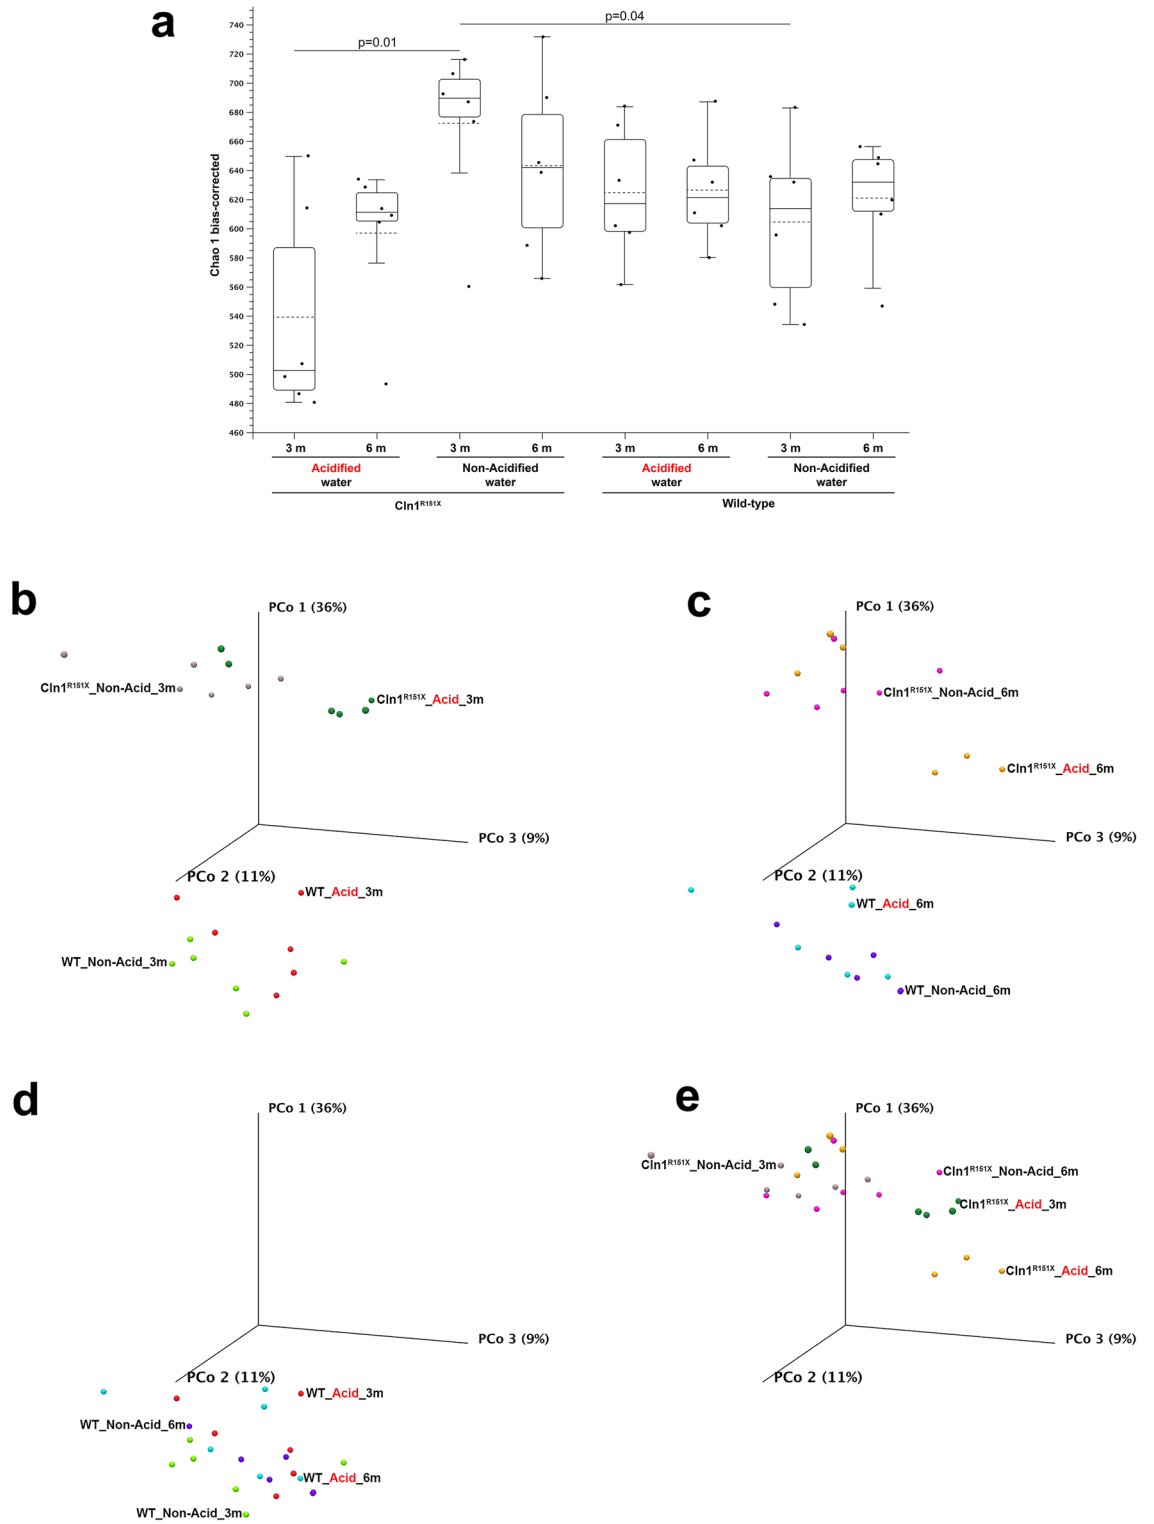 a
p=0.04
p=0.01
Chao 1 bias-corrected
740
720
700
680
660
640
620
600
580
560
540
520
500
480
460
3 m 6 m 3 m 6 m 3 m 6 m 3 m 6 m
Acidified water
Non-Acidified water
Acidified water
Non-Acidified water
Cln1R151X
Wild-type
b
PCo 1 (36%)
Cln1R151X_Non-Acid_3m
Cln1R151X_Acid_3m
PCo 3 (9%)
PCo 2 (11%)
WT_Acid_3m
WT_Non-Acid_3m
c
PCo 1 (36%)
Cln1R151X_Non-Acid_6m
Cln1R151X_Acid_6m
PCo 3 (9%)
PCo 2 (11%)
WT_Acid_6m
WT_Non-Acid_6m
d
PCo 1 (36%)
PCo 3 (9%)
PCo 2 (11%)
WT_Acid_3m
WT_Non-Acid_6m
WT_Acid_6m
WT_Non-Acid_3m
e
PCo 1 (36%)
Cln1R151X_Non-Acid_3m
Cln1R151X_Non-Acid_6m
Cln1R151X_Acid_3m
Cln1R151X_Acid_6m
PCo 3 (9%)
PCo 2 (11%)